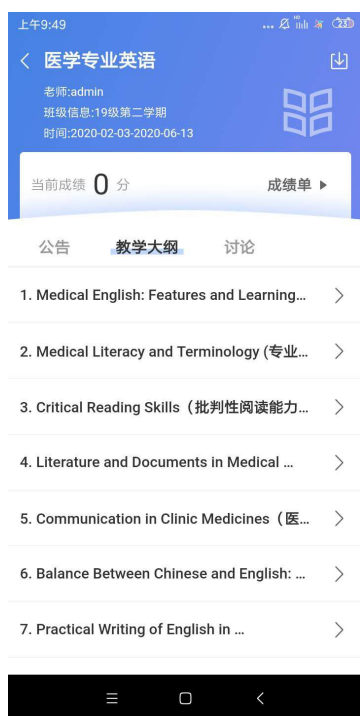 上午9:49
... HD 23
医学专业英语
老师:admin
班级信息:19级第二学期
时间:2020-02-03-2020-06-13
当前成绩 0 分 成绩单
公告 教学大纲 讨论
1. Medical English: Features and Learning...
2. Medical Literacy and Terminology (专业...
3. Critical Reading Skills（批判性阅读能力...
4. Literature and Documents in Medical ...
5. Communication in Clinic Medicines（医...
6. Balance Between Chinese and English: ...
7. Practical Writing of English in ...